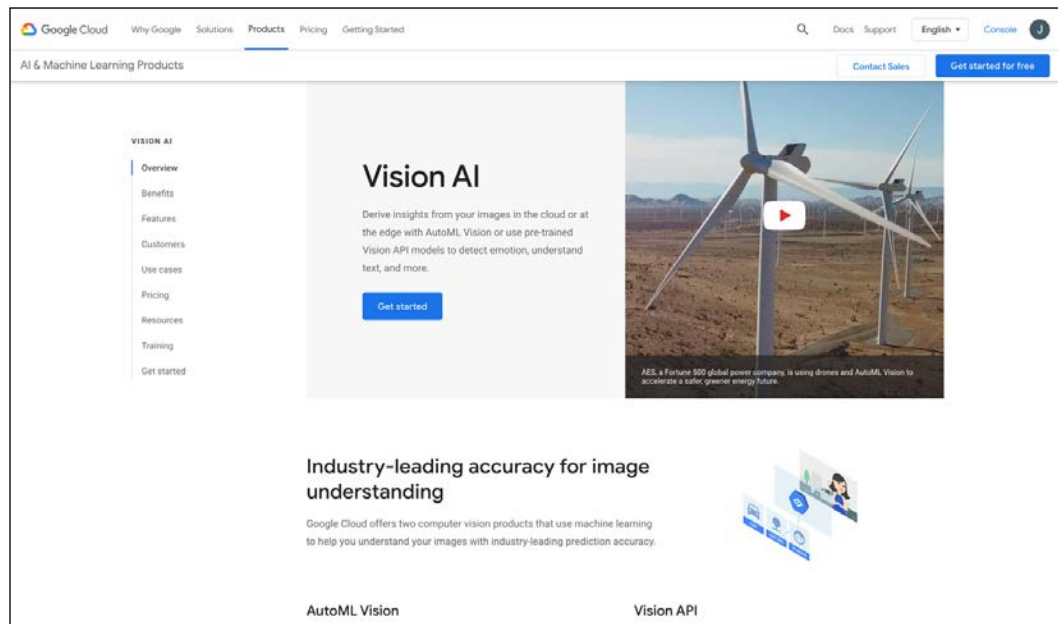 Google Cloud Why Google Solutions Products Pricing Getting Started Docs Support English Console J
AI & Machine Learning Products Contact Sales Get started for free
VISION AI
Overview
Benefits
Features
Customers
Use cases
Pricing
Resources
Training
Get started
Vision AI
Derive insights from your images in the cloud or at
the edge with AutoML Vision or use pre-trained
Vision API models to detect emotion, understand
text, and more.
Get started
AES, a Fortune 500 global power company, is using drones and AutoML Vision to
accelerate a safer, greener energy future.
Industry-leading accuracy for image
understanding
Google Cloud offers two computer vision products that use machine learning
to help you understand your images with industry-leading prediction accuracy.
AutoML Vision Vision API